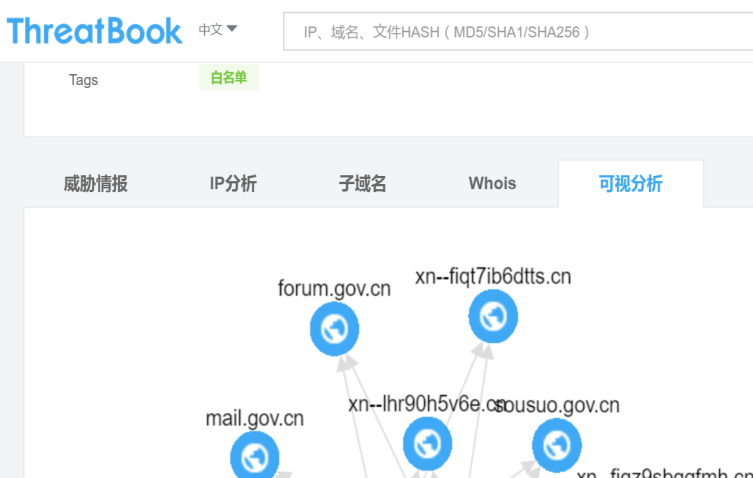 ThreatBook 中文 IP、域名、文件HASH ( MD5/SHA1/SHA256 )
Tags 白名单
威胁情报 IP分析 子域名 Whois 可视分析
xn--fiqt7ib6dtts.cn
forum.gov.cn
xn--lhr90h5v6e.cn
sousuo.gov.cn
mail.gov.cn